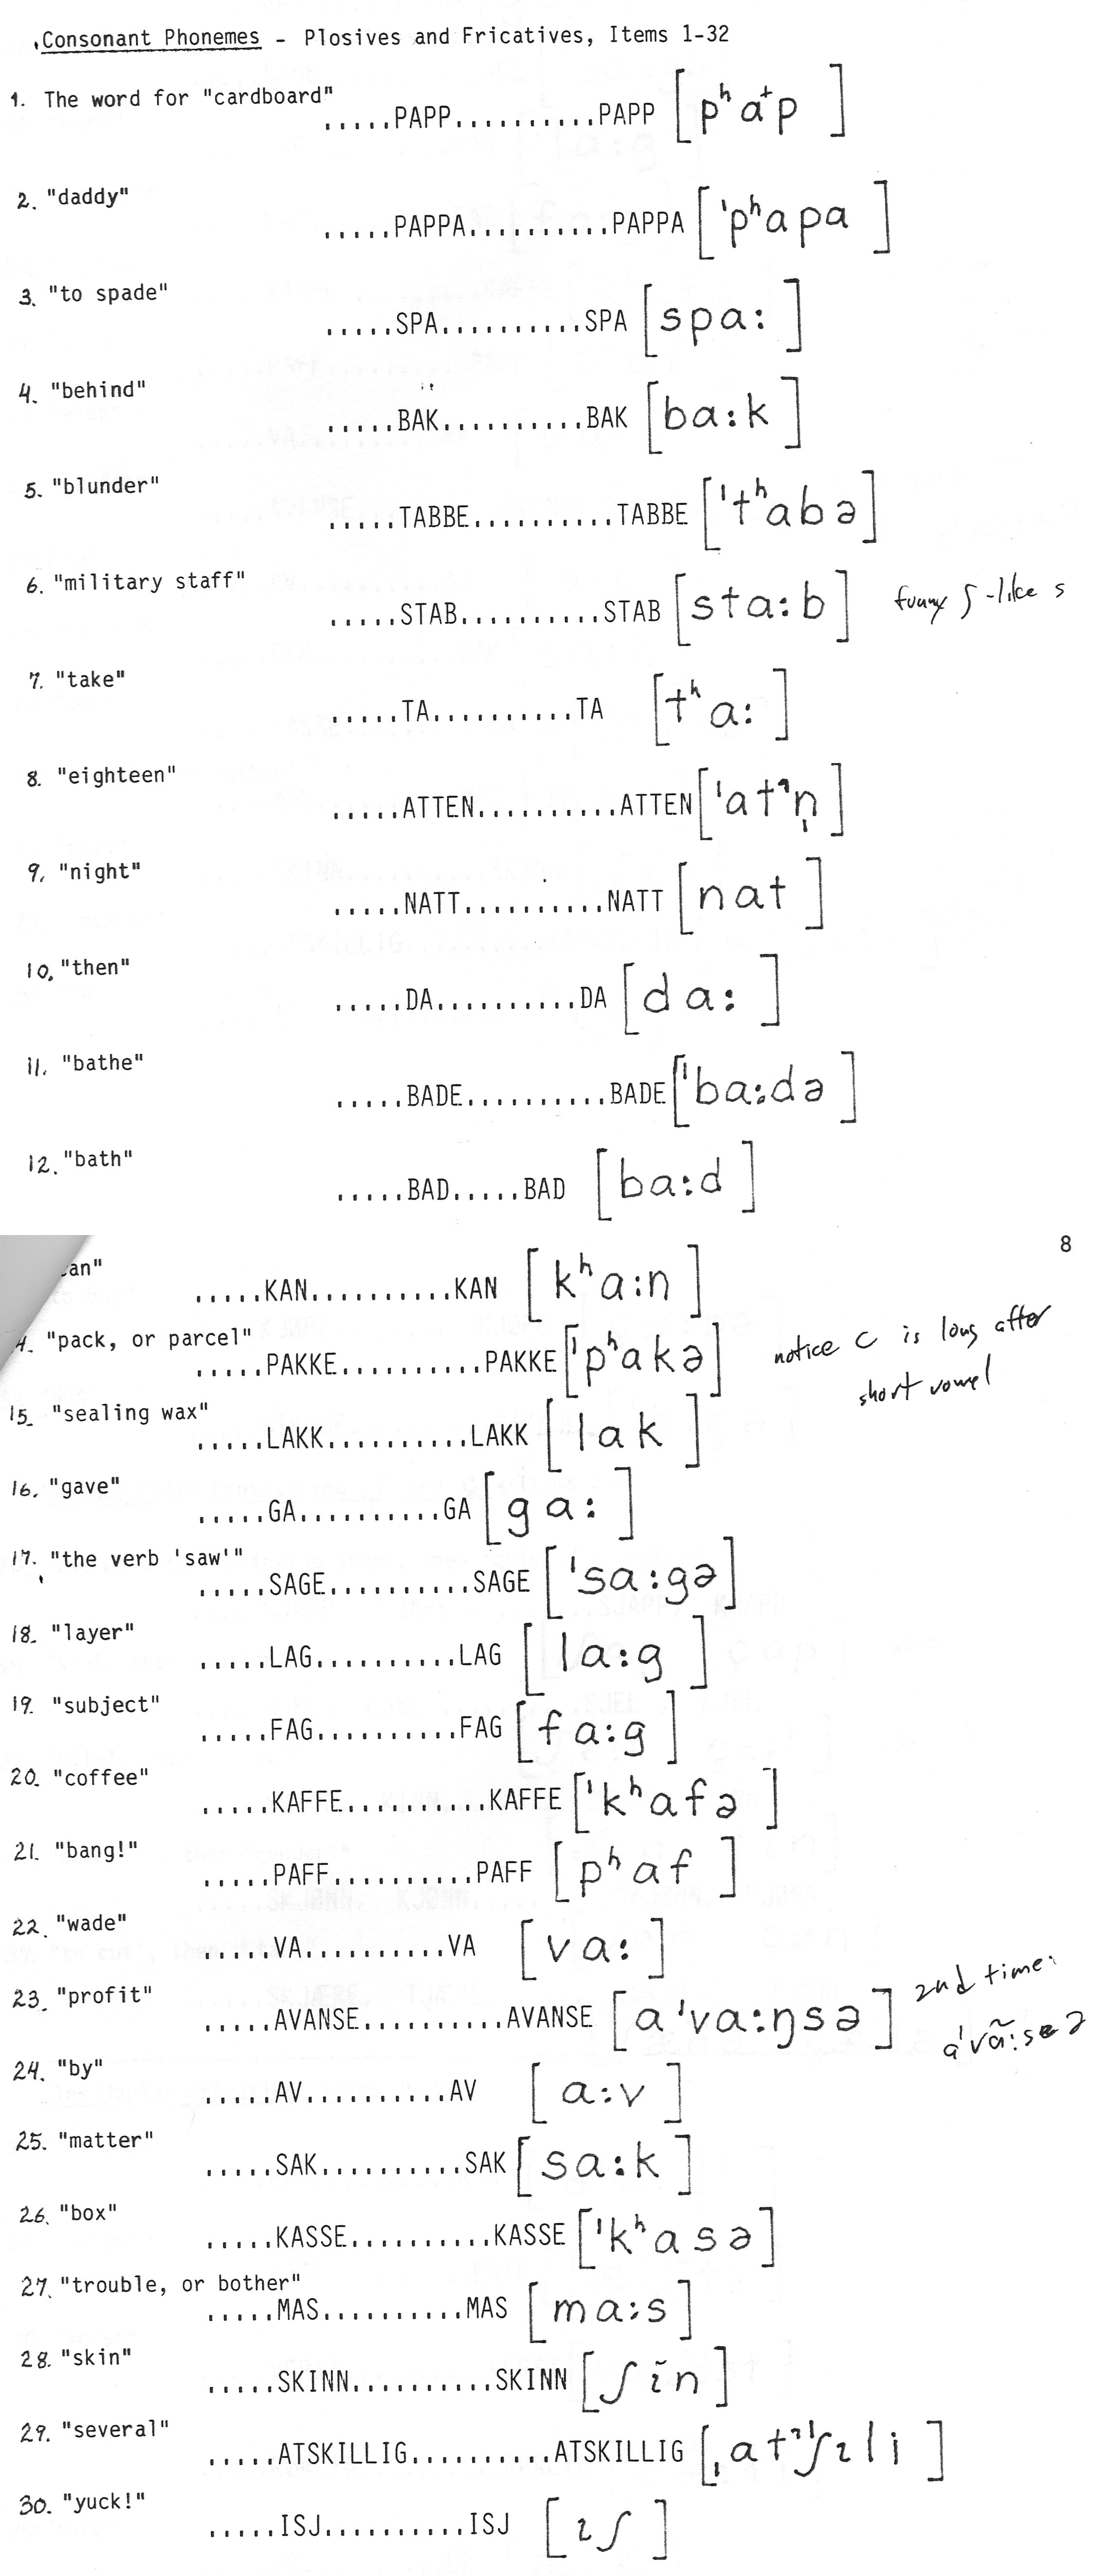 Consonant Phonemes - Plosives and Fricatives, Items 1-32
1. The word for "cardboard"
.....PAPP..........PAPP [pʰa⁺p]
2. "daddy"
.....PAPPA..........PAPPA [ˈpʰapa]
3. "to spade"
.....SPA..........SPA [spa:]
4. "behind"
.....BAK..........BAK [ba:k]
5. "blunder"
.....TABBE..........TABBE [ˈtʰabə]
6. "military staff"
.....STAB..........STAB [sta:b] funny ʃ-like s
7. "take"
.....TA..........TA [tʰa:]
8. "eighteen"
.....ATTEN..........ATTEN [ˈatˀn̩]
9. "night"
.....NATT..........NATT [nat]
10. "then"
.....DA..........DA [da:]
11. "bathe"
.....BADE..........BADE [ˈba:də]
12. "bath"
.....BAD.....BAD [ba:d]
8
an"
.....KAN..........KAN [kʰa:n]
4. "pack, or parcel"
.....PAKKE..........PAKKE [ˈpʰakə] notice C is long after
short vowel
15. "sealing wax"
.....LAKK..........LAKK [lak]
16. "gave"
.....GA..........GA [ga:]
17. "the verb 'saw'"
.....SAGE..........SAGE [ˈsa:gə]
18. "layer"
.....LAG..........LAG [la:g]
19. "subject"
.....FAG..........FAG [fa:g]
20. "coffee"
.....KAFFE..........KAFFE [ˈkʰafə]
21. "bang!"
.....PAFF..........PAFF [pʰaf]
22. "wade"
.....VA..........VA [va:]
23. "profit"
.....AVANSE..........AVANSE [aˈva:ŋsə] 2nd time:
aˈvã:sə
24. "by"
.....AV..........AV [a:v]
25. "matter"
.....SAK..........SAK [sa:k]
26. "box"
.....KASSE..........KASSE [ˈkʰasə]
27. "trouble, or bother"
.....MAS..........MAS [ma:s]
28. "skin"
.....SKINN..........SKINN [ʃĩn]
29. "several"
.....ATSKILLIG..........ATSKILLIG [ˌatˀˈʃɪli]
30. "yuck!"
.....ISJ..........ISJ [ɪʃ]